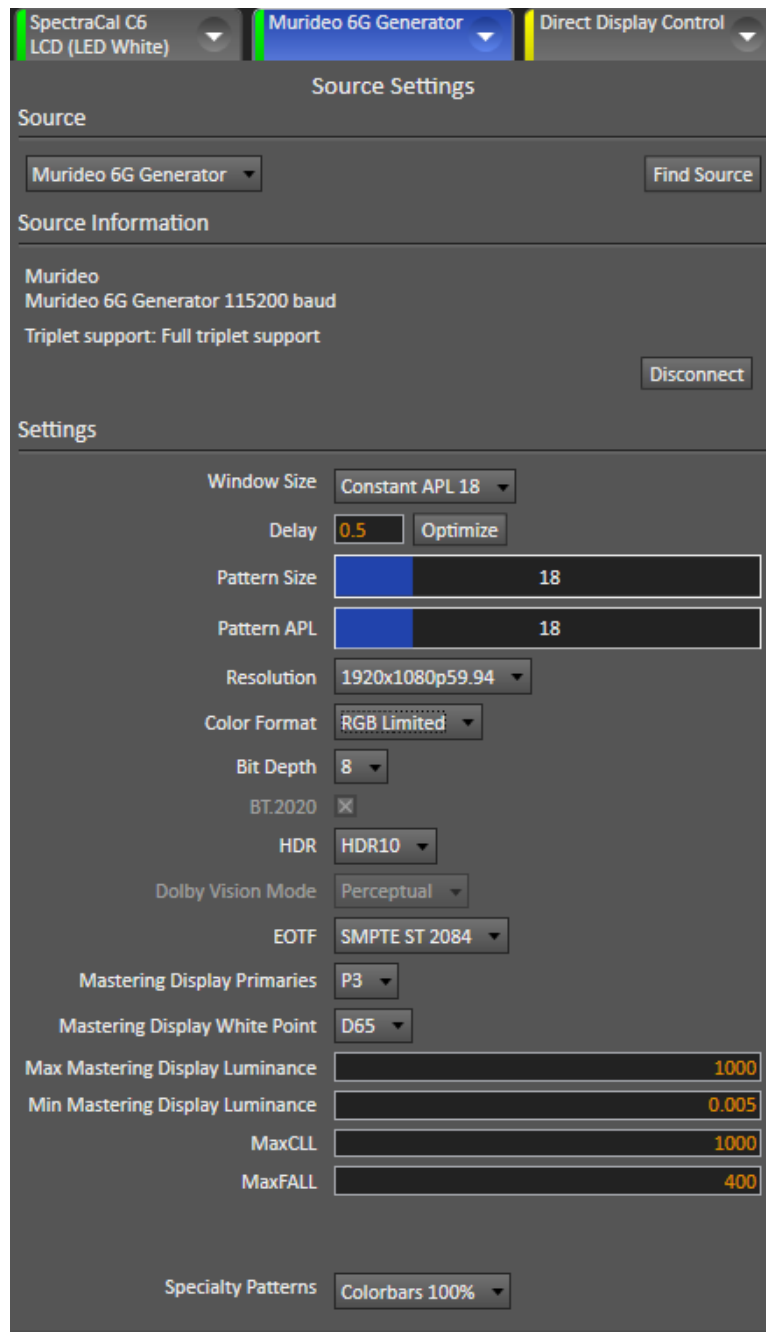 SpectraCal C6
LCD (LED White)
Murideo 6G Generator
Direct Display Control
Source Settings
Source
Murideo 6G Generator
Find Source
Source Information
Murideo
Murideo 6G Generator 115200 baud
Triplet support: Full triplet support
Disconnect
Settings
Window Size Constant APL 18
Delay 0.5 Optimize
Pattern Size 18
Pattern APL 18
Resolution 1920x1080p59.94
Color Format RGB Limited
Bit Depth 8
BT.2020
HDR HDR10
Dolby Vision Mode Perceptual
EOTF SMPTE ST 2084
Mastering Display Primaries P3
Mastering Display White Point D65
Max Mastering Display Luminance 1000
Min Mastering Display Luminance 0.005
MaxCLL 1000
MaxFALL 400
Specialty Patterns Colorbars 100%